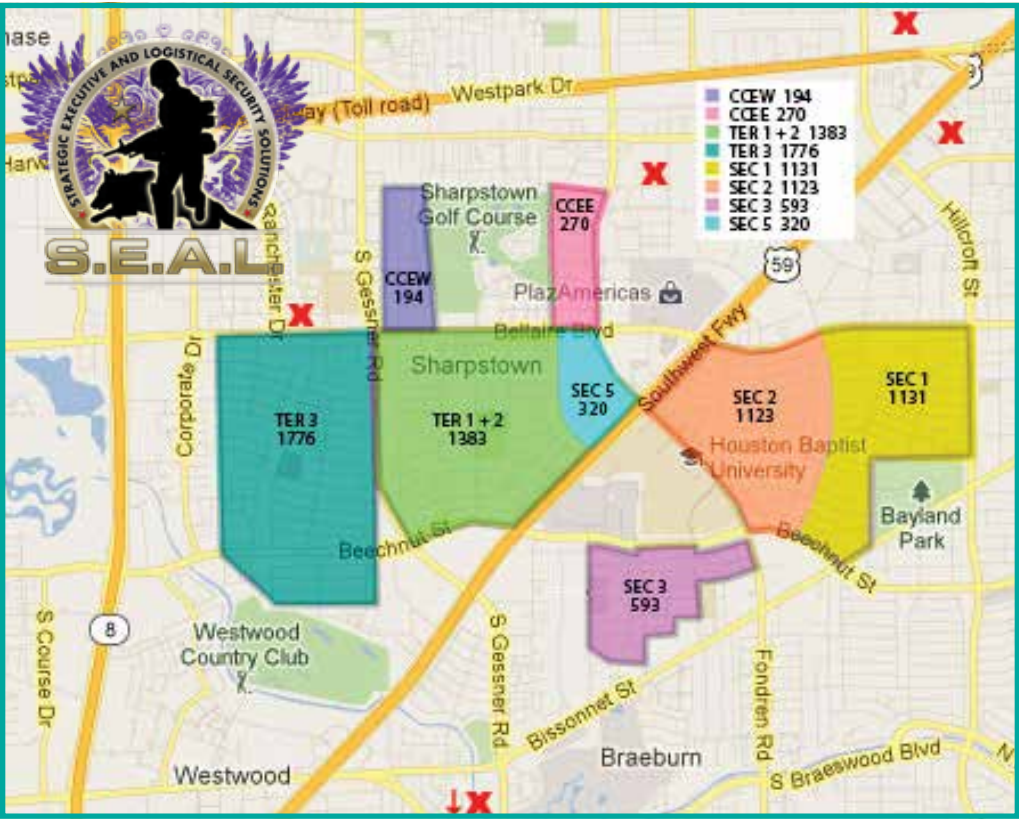 STRATEGIC EXECUTIVE AND LOGISTICAL SECURITY SOLUTIONS
S.E.A.L.
(Toll road)
Westpark Dr
CCEW 194
CCEE 270
TER 1 + 2 1383
TER 3 1776
SEC 1 1131
SEC 2 1123
SEC 3 593
SEC 5 320
Hillcroft St
59
Sharpstown
Golf Course
CCEE
270
CCEW
194
PlazAmericas
Ranchester Dr
S Gessner Rd
Bellaire Blvd
Southwest Fwy
Corporate Dr
Sharpstown
TER 3
1776
TER 1 + 2
1383
SEC 5
320
SEC 2
1123
SEC 1
1131
Houston Baptist
University
Bayland
Park
Beechnut St
Beechnut St
SEC 3
593
8
S Course Dr
Westwood
Country Club
S Gessner Rd
Bissonnet St
Fondren Rd
Westwood
Braeburn
S Braeswood Blvd
N
X
X
X
X
X